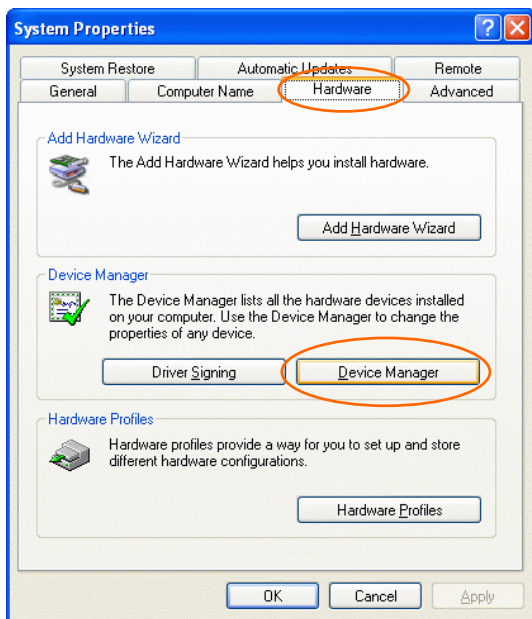 System Properties
System Restore Automatic Updates Remote
General Computer Name Hardware Advanced
Add Hardware Wizard
The Add Hardware Wizard helps you install hardware.
Add Hardware Wizard
Device Manager
The Device Manager lists all the hardware devices installed
on your computer. Use the Device Manager to change the
properties of any device.
Driver Signing Device Manager
Hardware Profiles
Hardware profiles provide a way for you to set up and store
different hardware configurations.
Hardware Profiles
OK Cancel Apply